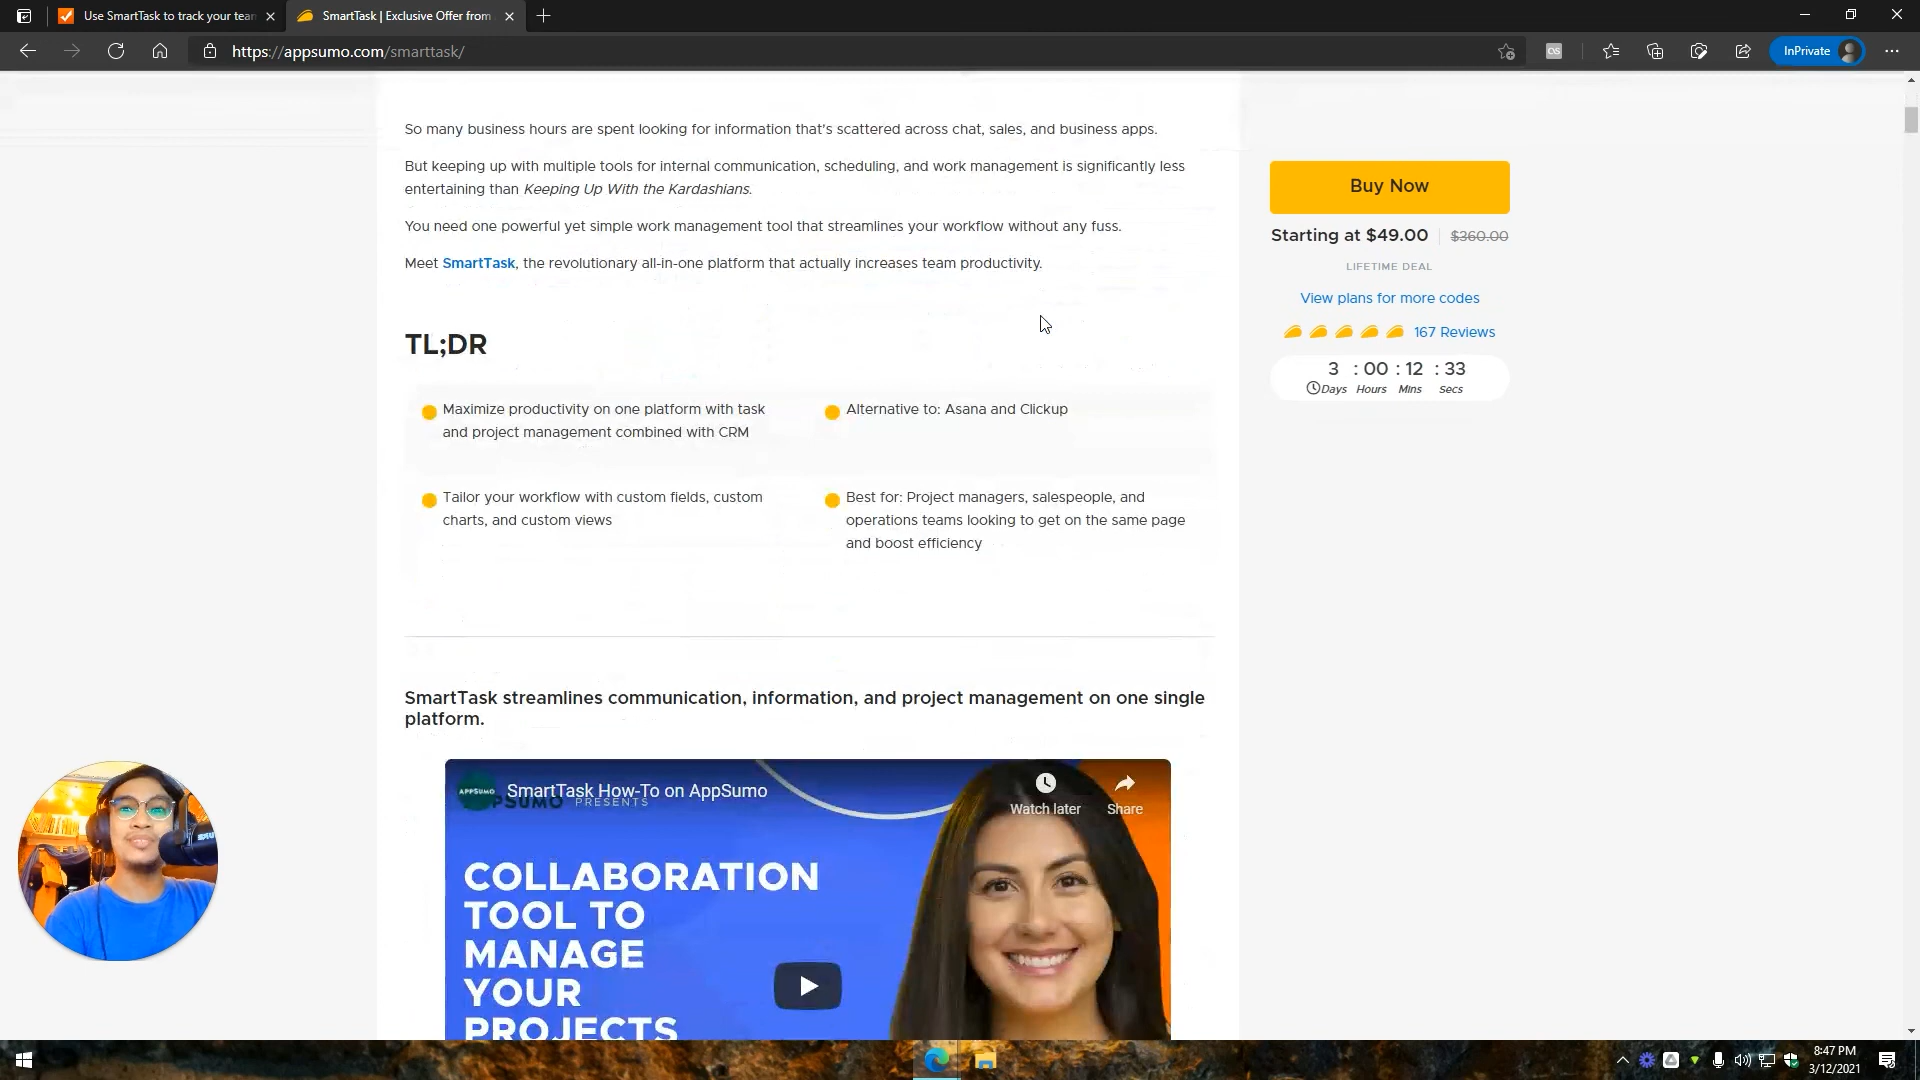 Use SmartTask to track your tean
SmartTask | Exclusive Offer from
https://appsumo.com/smarttask/
InPrivate
So many business hours are spent looking for information that's scattered across chat, sales, and business apps.
But keeping up with multiple tools for internal communication, scheduling, and work management is significantly less
entertaining than Keeping Up With the Kardashians.
You need one powerful yet simple work management tool that streamlines your workflow without any fuss.
Meet SmartTask, the revolutionary all-in-one platform that actually increases team productivity.
TL;DR
Maximize productivity on one platform with task
and project management combined with CRM
Alternative to: Asana and Clickup
Tailor your workflow with custom fields, custom
charts, and custom views
Best for: Project managers, salespeople, and
operations teams looking to get on the same page
and boost efficiency
SmartTask streamlines communication, information, and project management on one single
platform.
APPSUMO
SmartTask How-To on AppSumo
PSUMO PRESENTS
Watch later
Share
COLLABORATION
TOOL TO
MANAGE
YOUR
PROJECTS
Buy Now
Starting at $49.00 $360.00
LIFETIME DEAL
View plans for more codes
167 Reviews
3 : 00 : 12 : 33
Days Hours Mins Secs
8:47 PM
3/12/2021